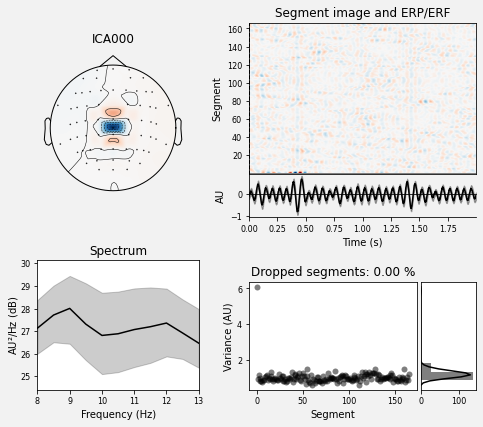 ICA000
Segment image and ERP/ERF
Segment
160
140
120
100
80
60
40
20
AU
0
−1
0.00 0.25 0.50 0.75 1.00 1.25 1.50 1.75
Time (s)
Spectrum
AU²/Hz (dB)
30
29
28
27
26
25
8 9 10 11 12 13
Frequency (Hz)
Dropped segments: 0.00 %
Variance (AU)
6
4
2
0 50 100 150
Segment
0 100